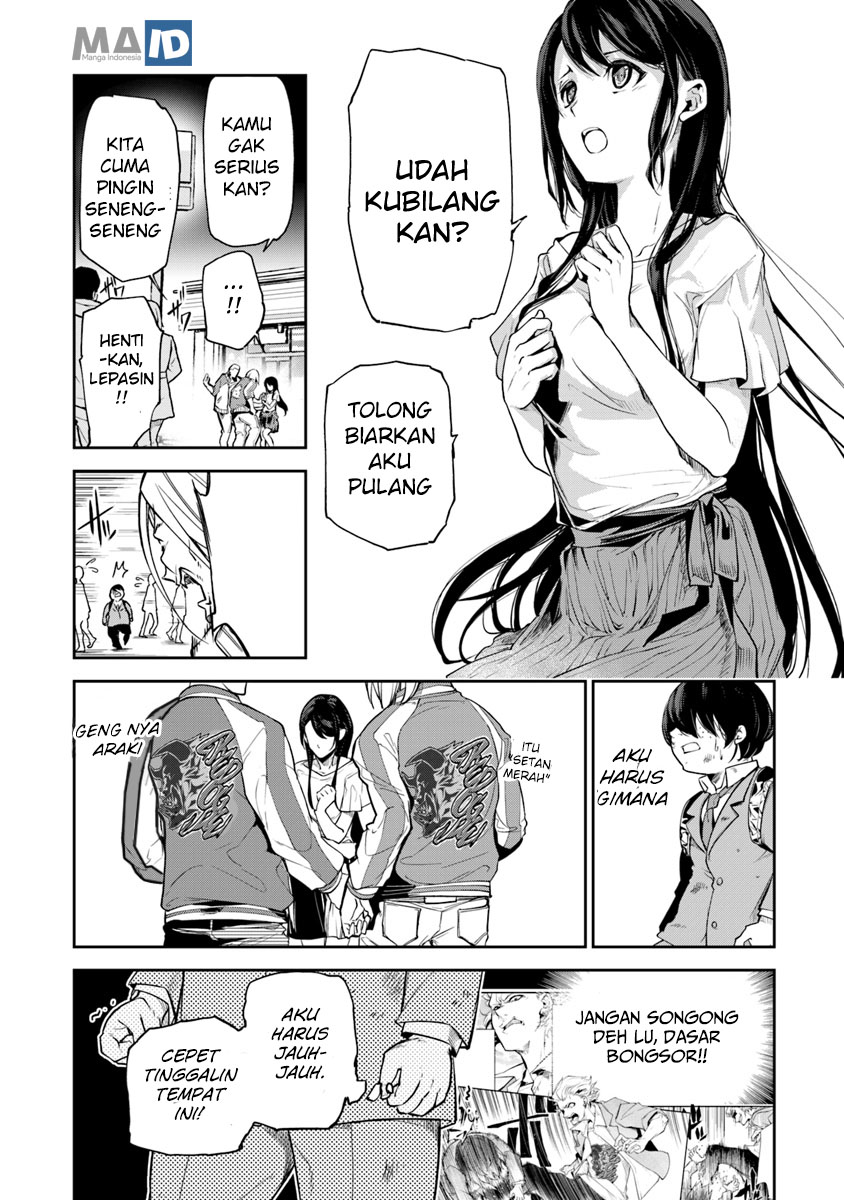 MAID
Manga Indonesia
UDAH
KUBILANG
KAN?
TOLONG
BIARKAN
AKU
PULANG
KAMU
GAK
SERIUS
KAN?
KITA
CUMA
PINGIN
SENENG-
SENENG
...
!!
HENTI
-KAN,
LEPASIN
!!
AKU
HARUS
GIMANA
ITU
"SETAN
MERAH"
GENG NYA
ARAKI
JANGAN SONGONG
DEH LU, DASAR
BONGSOR!!
AKU
HARUS
JAUH-
JAUH.
CEPET
TINGGALIN
TEMPAT
INI!